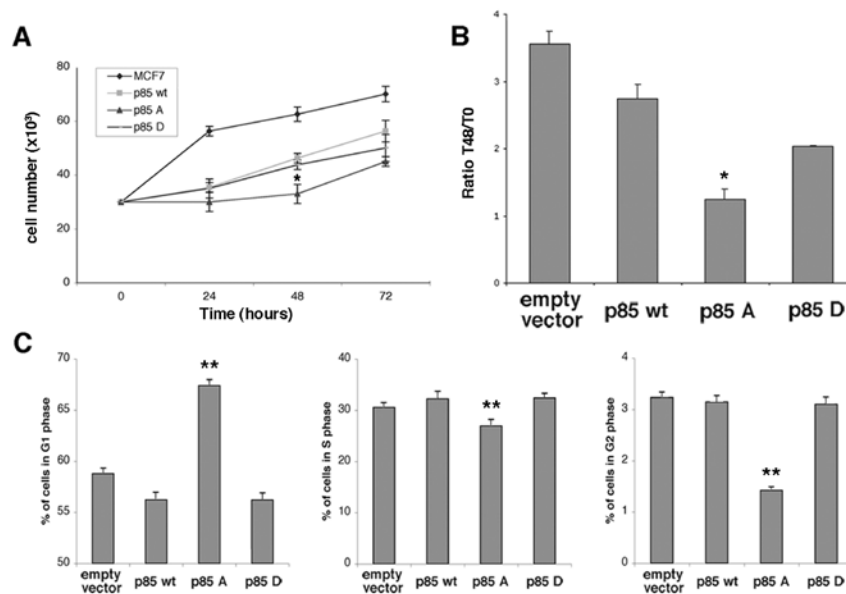 A
MCF7
p85 wt
p85 A
p85 D
cell number (x10³)
80
60
40
20
0
*
0 24 48 72
Time (hours)
B
Ratio T48/T0
4
3
2
1
0
*
empty vector p85 wt p85 A p85 D
C
% of cells in G1 phase
70
65
60
55
50
**
empty vector p85 wt p85 A p85 D
% of cells in S phase
40
30
20
10
0
**
empty vector p85 wt p85 A p85 D
% of cells in G2 phase
4
3
2
1
0
**
empty vector p85 wt p85 A p85 D